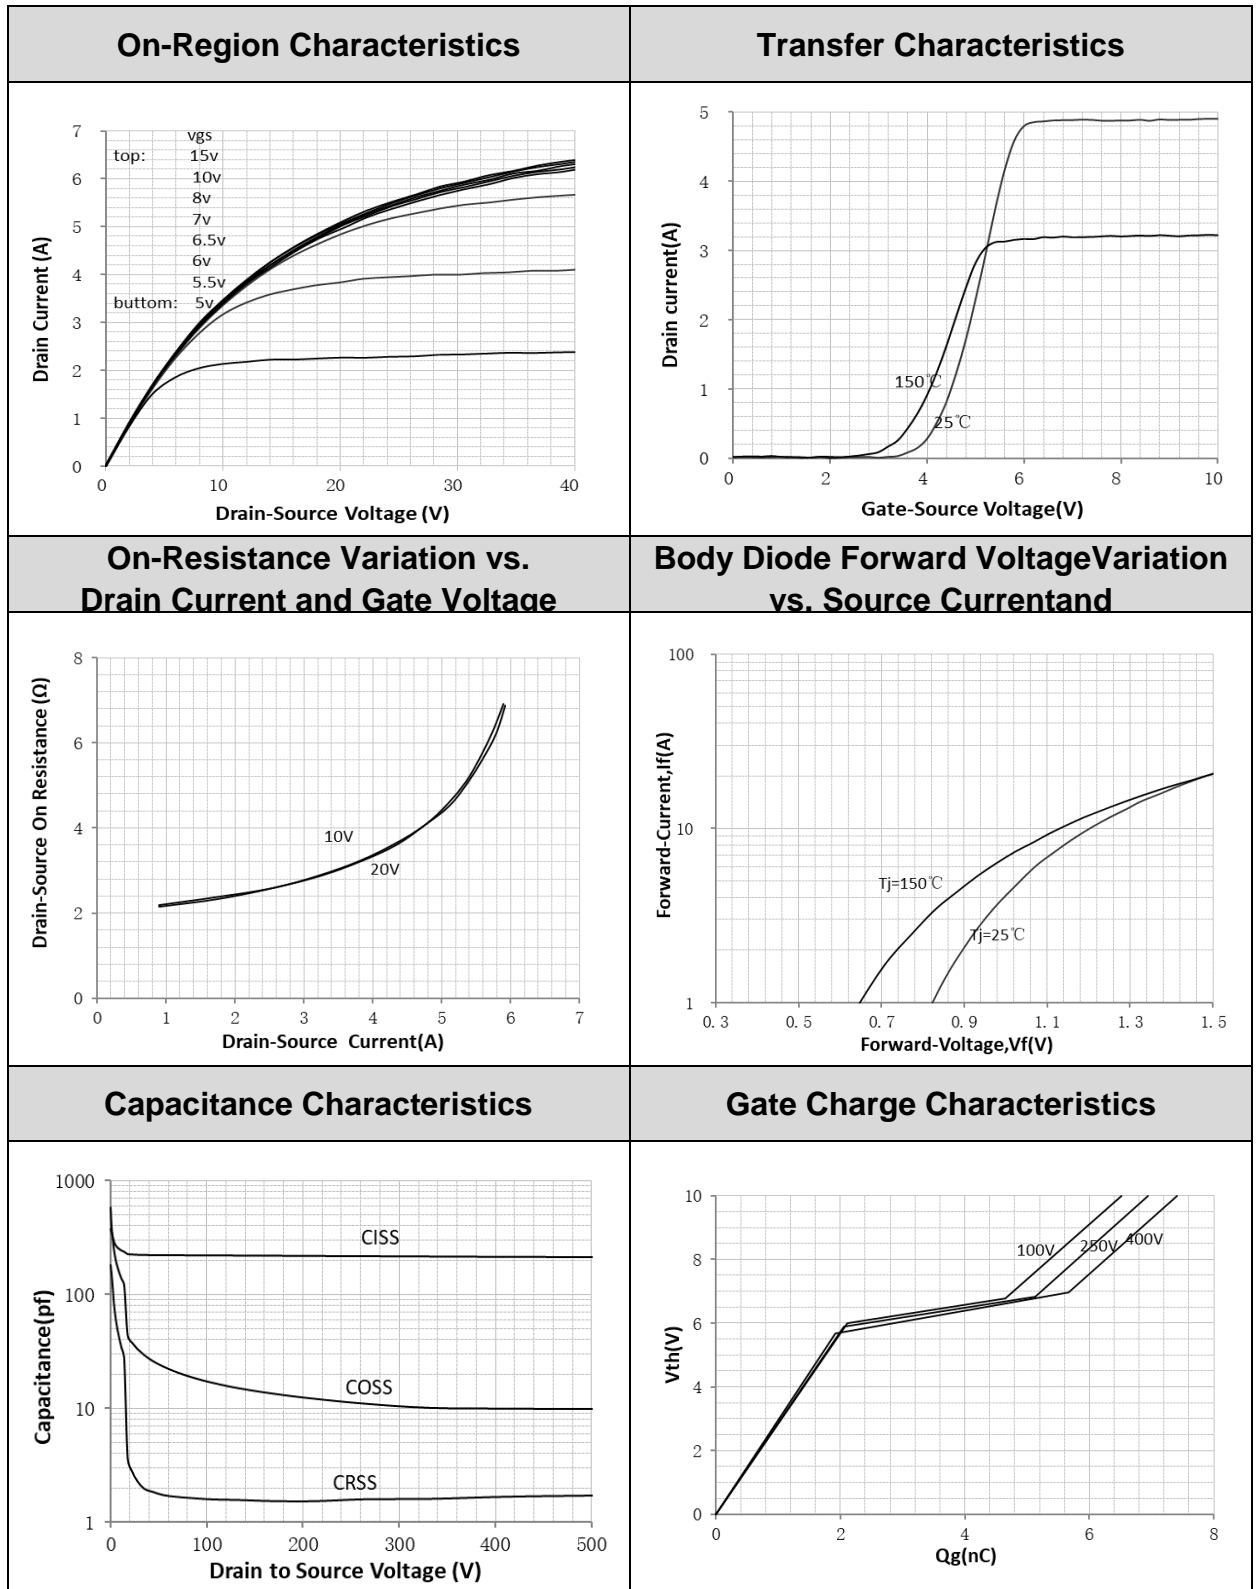 On-Region Characteristics
Transfer Characteristics
7
6
5
4
3
2
1
0
vgs
top: 15v
10v
8v
7v
6.5v
6v
5.5v
buttom: 5v
0 10 20 30 40
Drain Current (A)
Drain-Source Voltage (V)
5
4
3
2
1
0
150℃
25℃
0 2 4 6 8 10
Drain current(A)
Gate-Source Voltage(V)
On-Resistance Variation vs.
Drain Current and Gate Voltage
Body Diode Forward VoltageVariation
vs. Source Currentand
8
6
4
2
0
10V
20V
0 1 2 3 4 5 6 7
Drain-Source On Resistance (Ω)
Drain-Source Current(A)
100
10
1
Tj=150℃
Tj=25℃
0.3 0.5 0.7 0.9 1.1 1.3 1.5
Forward-Current,If(A)
Forward-Voltage,Vf(V)
Capacitance Characteristics
Gate Charge Characteristics
1000
100
10
1
CISS
COSS
CRSS
0 100 200 300 400 500
Capacitance(pf)
Drain to Source Voltage (V)
10
8
6
4
2
0
100V 250V 400V
0 2 4 6 8
Vth(V)
Qg(nC)